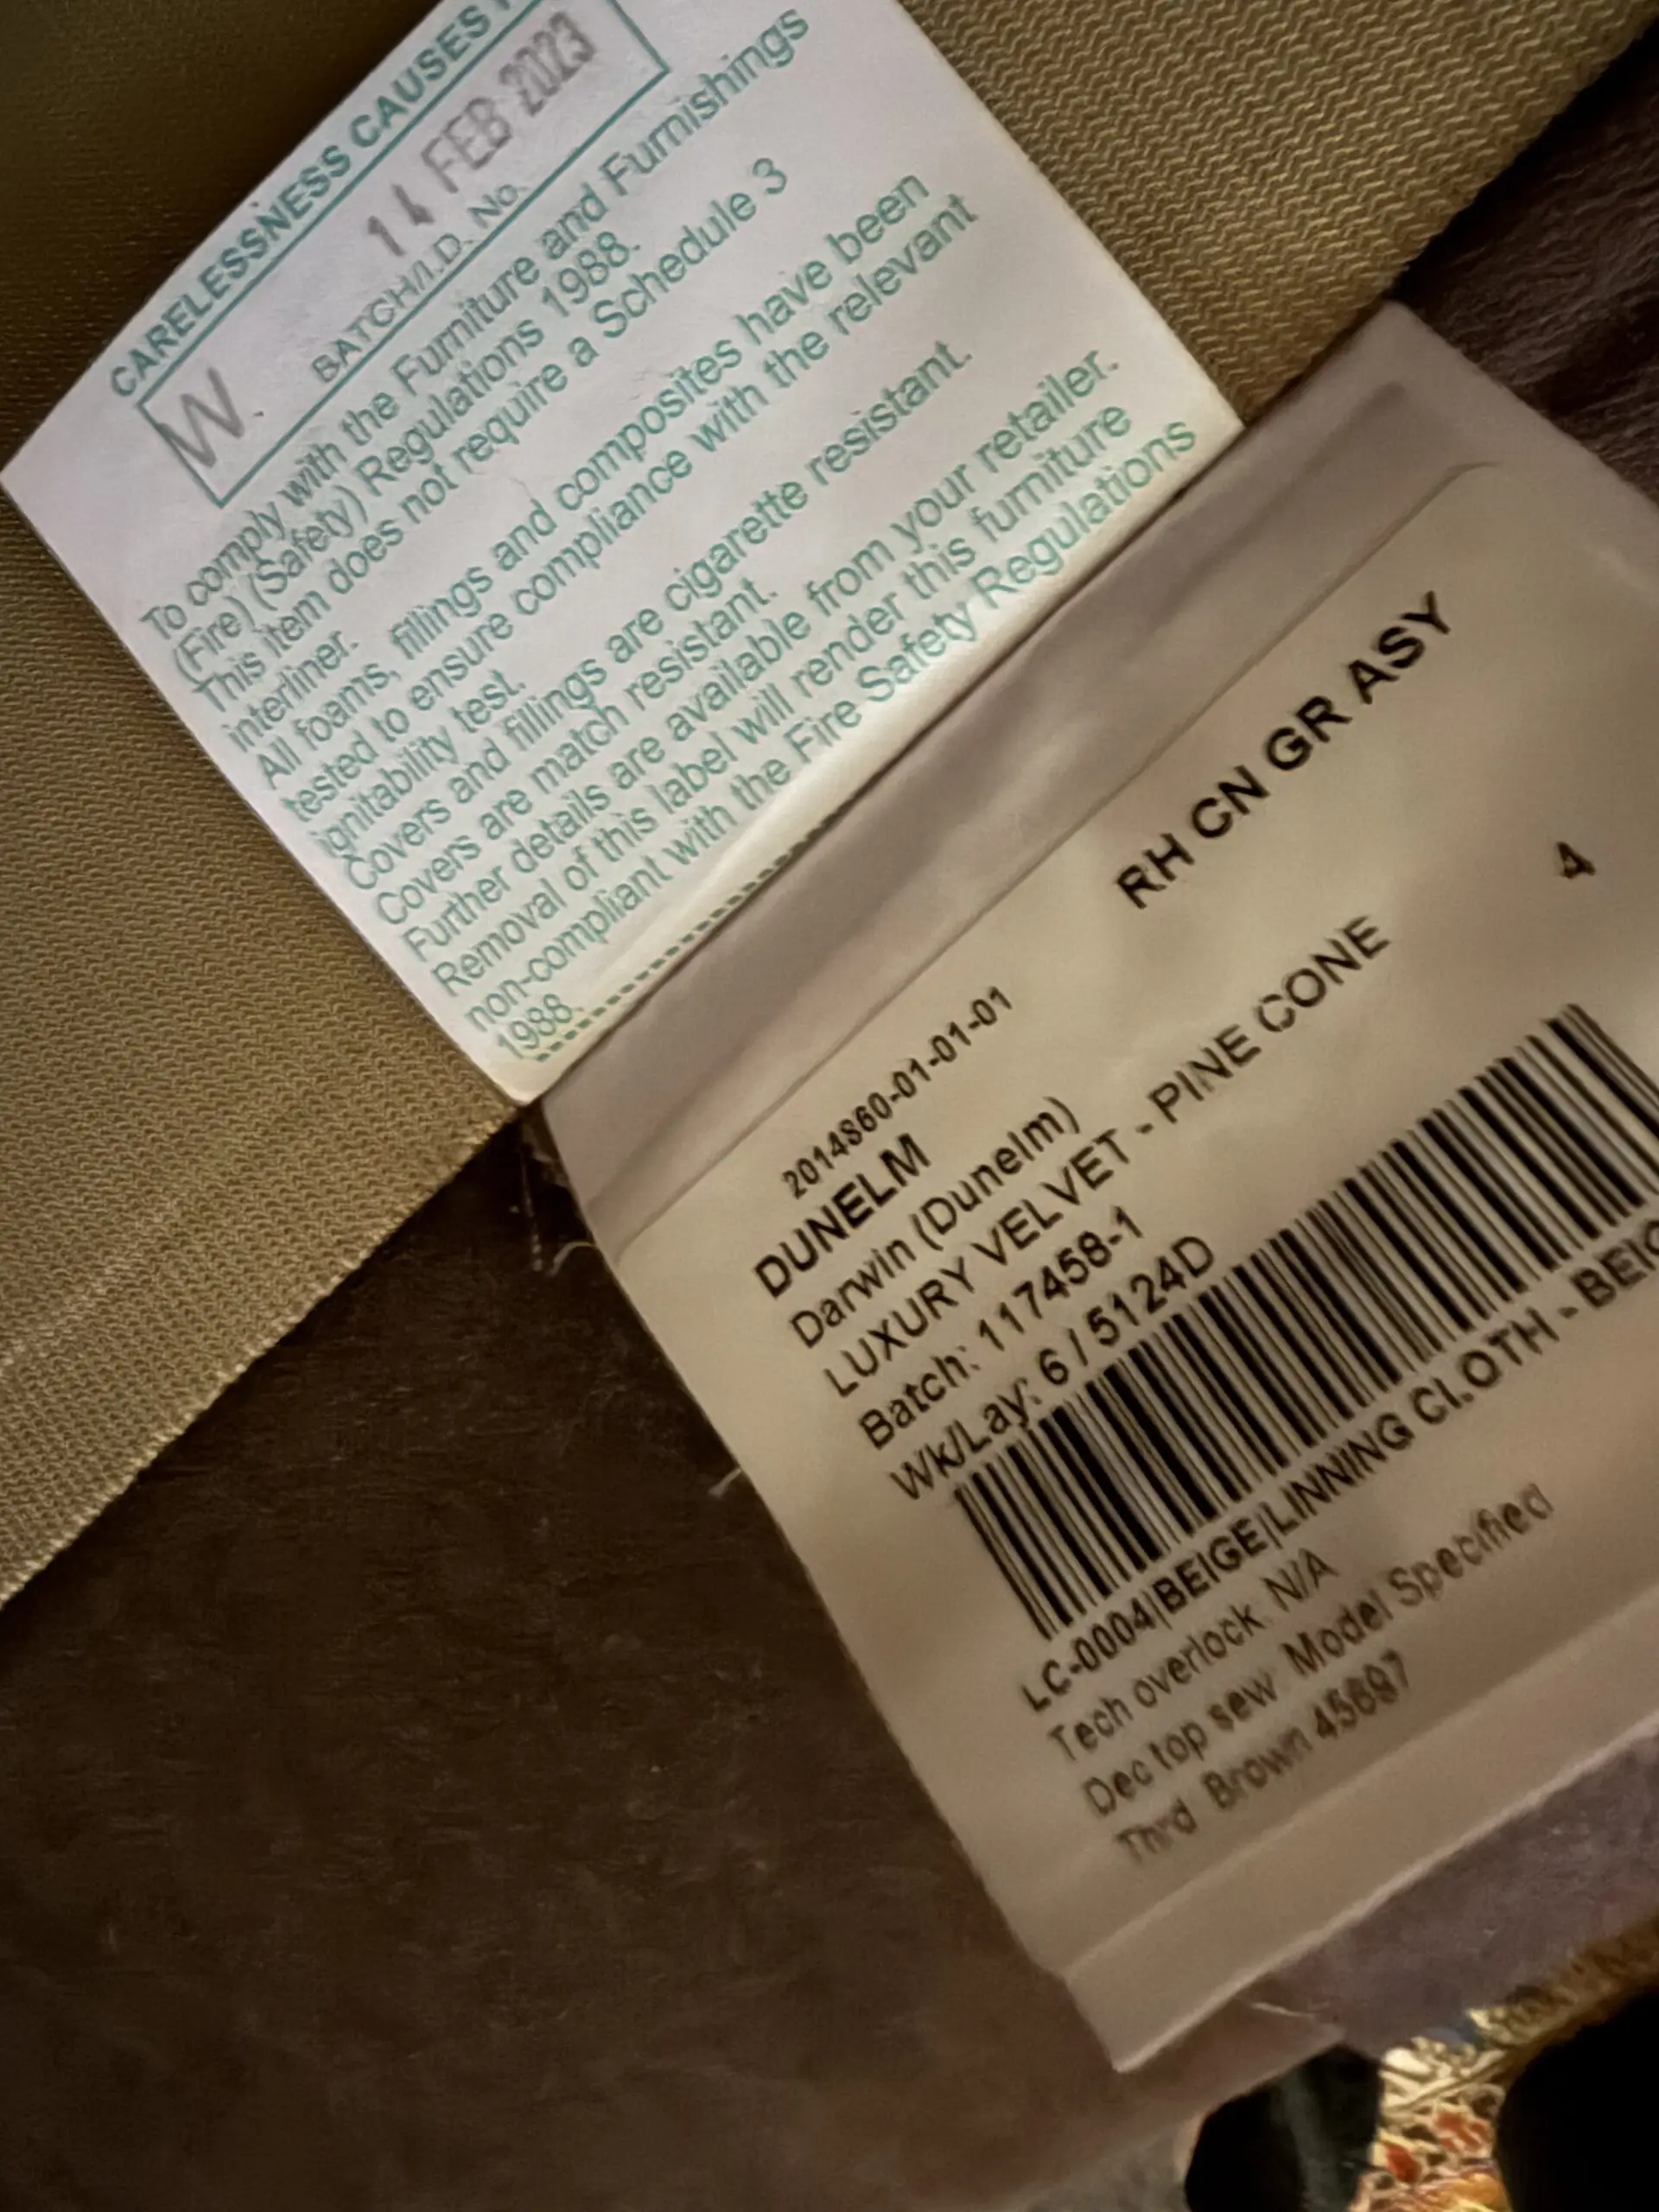 CARELESSNESS CAUSES
W
14 FEB 2023
BATCH/I.D. No.
To comply with the Furniture and Furnishings
(Fire) (Safety) Regulations 1988.
This item does not require a Schedule 3
interliner.
All foams, fillings and composites have been
tested to ensure compliance with the relevant
ignitability test.
Covers and fillings are cigarette resistant.
Covers are match resistant.
Further details are available from your retailer.
Removal of this label will render this furniture
non-compliant with the Fire Safety Regulations
1988.
RH CN GR ASY
4
2014860-01-01-01
DUNELM
Darwin (Dunelm)
LUXURY VELVET - PINE CONE
Batch: 117458-1
Wk/Lay: 6 / 5124D
LC-0004|BEIGE|LINNING CLOTH -
Tech overlock N/A
Dec top sew Model Specified
Thrd Brown 45697